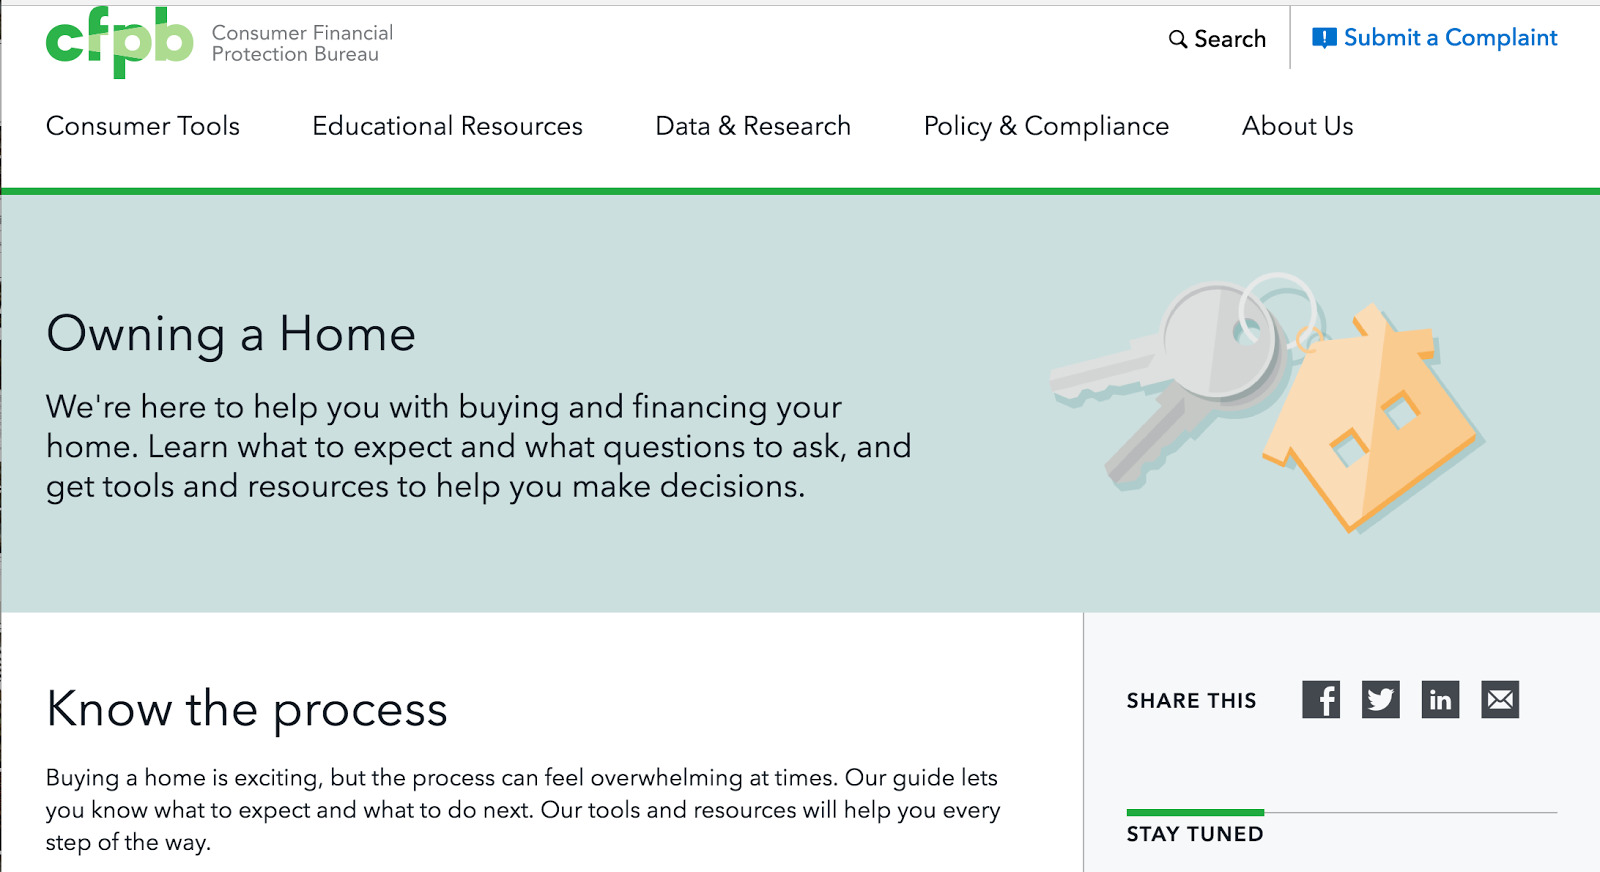 cfpb
Consumer Financial
Protection Bureau
Search
Submit a Complaint
Consumer Tools
Educational Resources
Data & Research
Policy & Compliance
About Us
Owning a Home
We're here to help you with buying and financing your
home. Learn what to expect and what questions to ask, and
get tools and resources to help you make decisions.
Know the process
Buying a home is exciting, but the process can feel overwhelming at times. Our guide lets
you know what to expect and what to do next. Our tools and resources will help you every
step of the way.
SHARE THIS
STAY TUNED